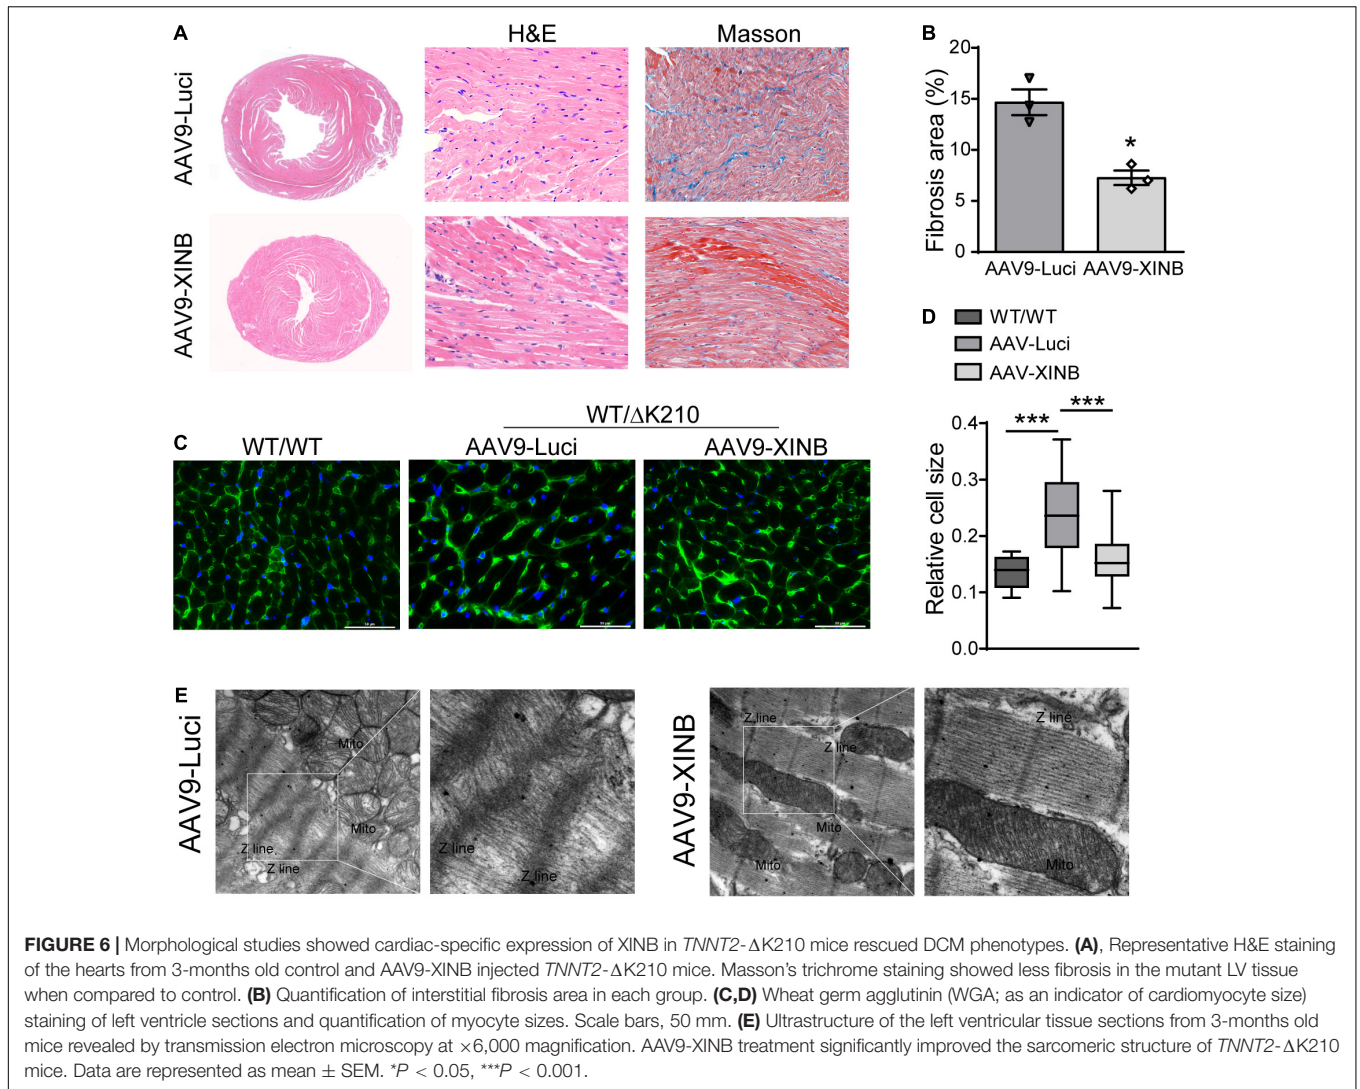 A
H&E
Masson
AAV9-Luci
AAV9-XINB
B
Fibrosis area (%)
20
15
10
5
0
*
AAV9-Luci AAV9-XINB
D
WT/WT
AAV-Luci
AAV-XINB
C
WT/WT
WT/ΔK210
AAV9-Luci
AAV9-XINB
Relative cell size
0.4
0.3
0.2
0.1
0.0
***
***
E
AAV9-Luci
Mito
Mito
Z line
Z line
Z line
Z line
AAV9-XINB
Z line
Z line
Mito
Mito
Z line
Mito
FIGURE 6 | Morphological studies showed cardiac-specific expression of XINB in TNNT2-ΔK210 mice rescued DCM phenotypes. (A), Representative H&E staining
of the hearts from 3-months old control and AAV9-XINB injected TNNT2-ΔK210 mice. Masson's trichrome staining showed less fibrosis in the mutant LV tissue
when compared to control. (B) Quantification of interstitial fibrosis area in each group. (C,D) Wheat germ agglutinin (WGA; as an indicator of cardiomyocyte size)
staining of left ventricle sections and quantification of myocyte sizes. Scale bars, 50 mm. (E) Ultrastructure of the left ventricular tissue sections from 3-months old
mice revealed by transmission electron microscopy at ×6,000 magnification. AAV9-XINB treatment significantly improved the sarcomeric structure of TNNT2-ΔK210
mice. Data are represented as mean ± SEM. *P < 0.05, ***P < 0.001.